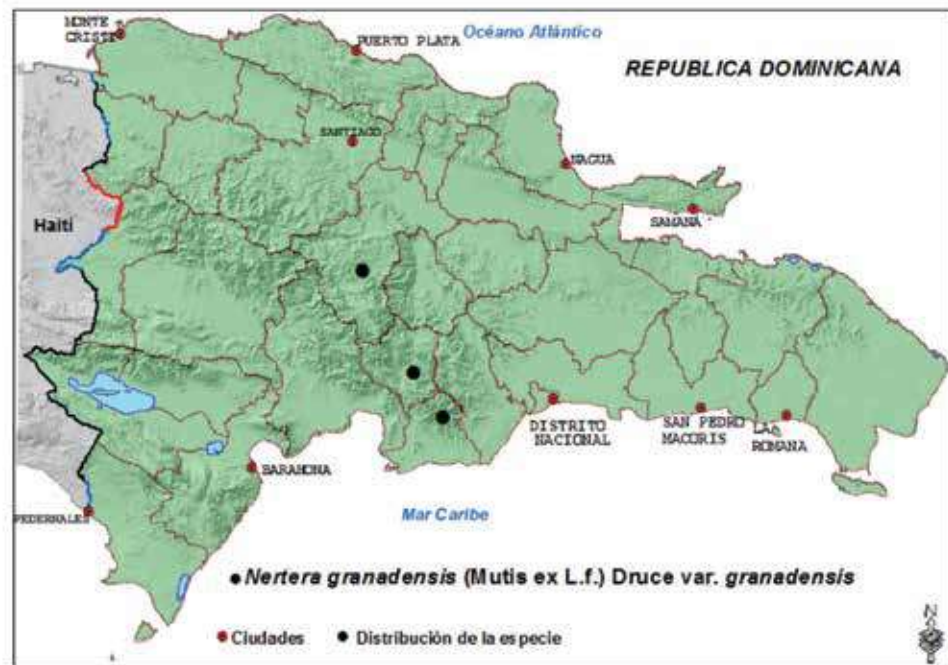 MONTE
CRISTI
PUERTO PLATA
Océano Atlántico
REPUBLICA DOMINICANA
SANTIAGO
NAGUA
Haití
SAMANA
DISTRITO
NACIONAL
SAN PEDRO
MACORIS
LA
ROMANA
BARAHONA
PEDERNALES
Mar Caribe
Nertera granadensis (Mutis ex L.f.) Druce var. granadensis
Ciudades
Distribución de la especie